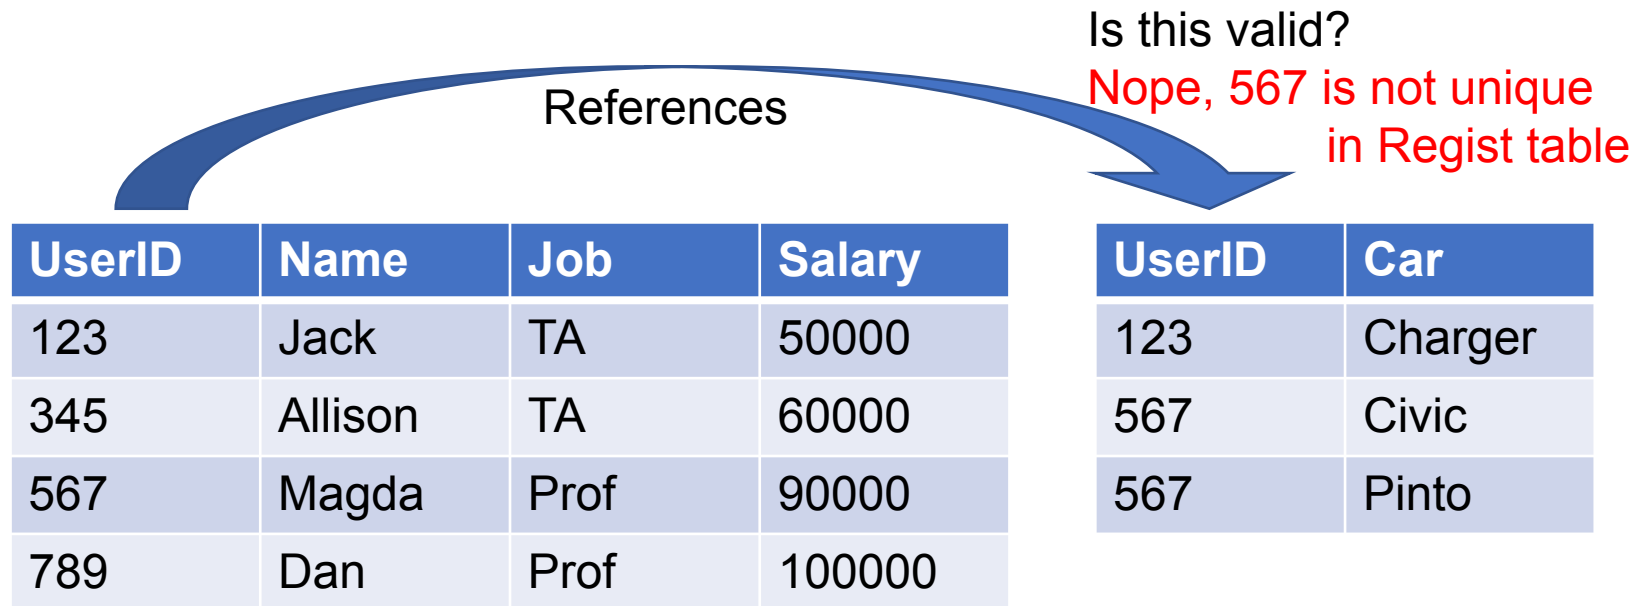 Is this valid?
Nope, 567 is not unique
in Regist table
References
UserID Name Job Salary
123 Jack TA 50000
345 Allison TA 60000
567 Magda Prof 90000
789 Dan Prof 100000
UserID Car
123 Charger
567 Civic
567 Pinto